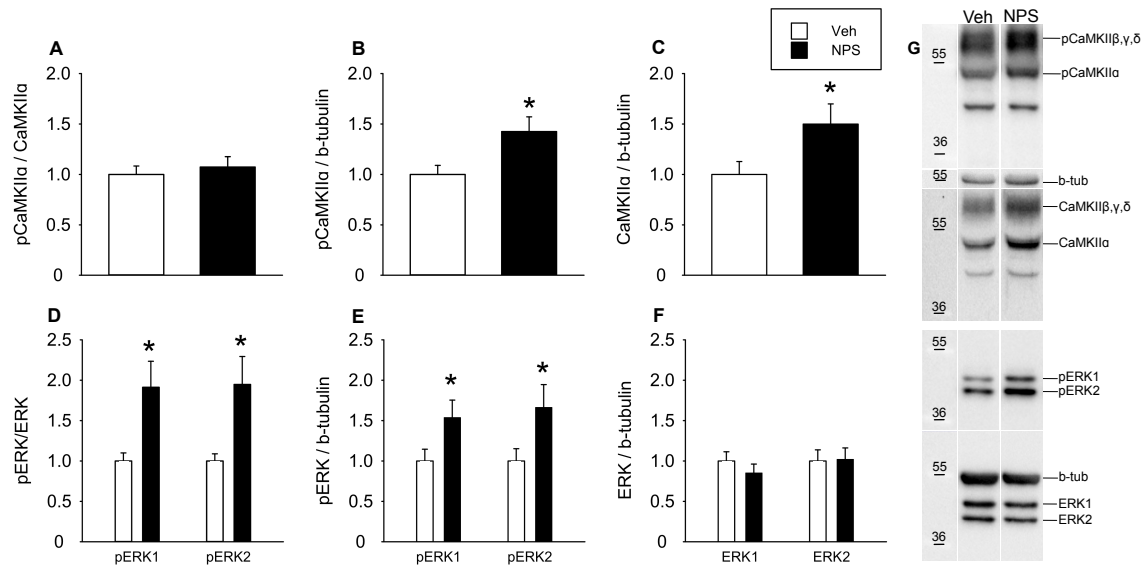 Veh
NPS
A
pCaMKIIα / CaMKIIα
2.0
1.5
1.0
0.5
0
B
pCaMKIIα / b-tubulin
2.0
1.5
1.0
0.5
0
*
C
CaMKIIα / b-tubulin
2.0
1.5
1.0
0.5
0
*
D
pERK/ERK
2.5
2.0
1.5
1.0
0.5
0
* *
pERK1 pERK2
E
pERK / b-tubulin
2.5
2.0
1.5
1.0
0.5
0
* *
pERK1 pERK2
F
ERK / b-tubulin
2.5
2.0
1.5
1.0
0.5
0
ERK1 ERK2
G
Veh NPS
55
36
pCaMKIIβ,γ,δ
pCaMKIIα
55
b-tub
55
36
CaMKIIβ,γ,δ
CaMKIIα
55
36
pERK1
pERK2
55
36
b-tub
ERK1
ERK2